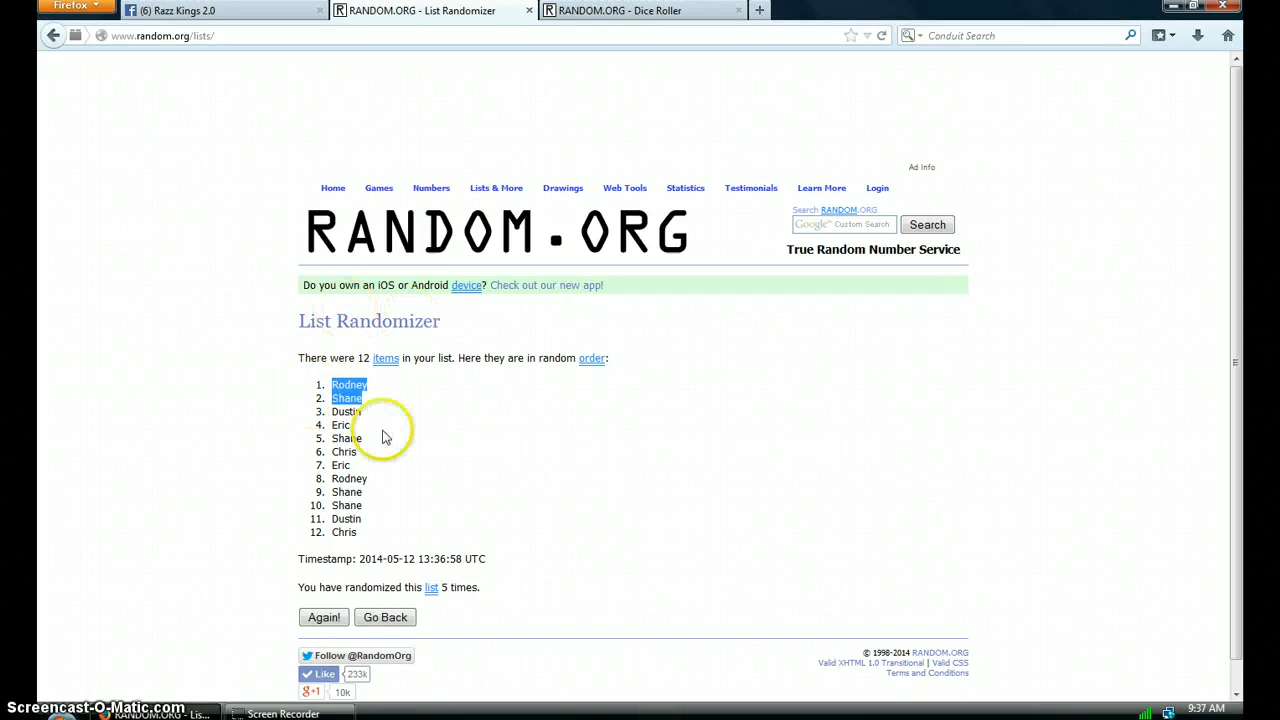 Firefox
(6) Razz Kings 2.0
RANDOM.ORG - List Randomizer
RANDOM.ORG - Dice Roller
www.random.org/lists/
Conduit Search
Ad Info
Home Games Numbers Lists & More Drawings Web Tools Statistics Testimonials Learn More Login
RANDOM.ORG
Search RANDOM.ORG
Google™ Custom Search
Search
True Random Number Service
Do you own an iOS or Android device? Check out our new app!
List Randomizer
There were 12 items in your list. Here they are in random order:
1. Rodney
2. Shane
3. Dustin
4. Eric
5. Shane
6. Chris
7. Eric
8. Rodney
9. Shane
10. Shane
11. Dustin
12. Chris
Timestamp: 2014-05-12 13:36:58 UTC
You have randomized this list 5 times.
Again! Go Back
Follow @RandomOrg
Like 233k
g+1 10k
© 1998-2014 RANDOM.ORG
Valid XHTML 1.0 Transitional | Valid CSS
Terms and Conditions
Screencast-O-Matic.com
RANDOM.ORG - Lis...
Screen Recorder
9:37 AM